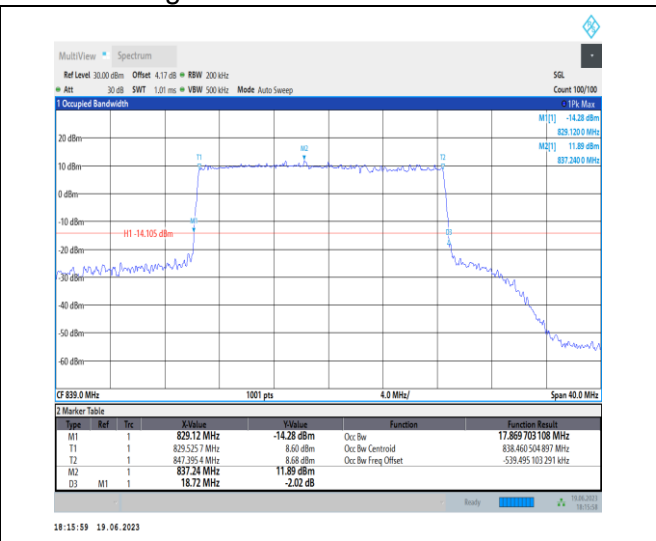 MultiView Spectrum
Ref Level 30.00 dBm Offset 4.17 dB RBW 200 kHz SGL
Att 30 dB SWT 1.01 ms VBW 500 kHz Mode Auto Sweep Count 100/100
1 Occupied Bandwidth 1Pk Max
M1[1] -14.28 dBm
829.120 0 MHz
M2[1] 11.89 dBm
837.240 0 MHz
20 dBm
M2
T1 T2
10 dBm
0 dBm
-10 dBm
M1
H1 -14.105 dBm
D3
-20 dBm
-30 dBm
-40 dBm
-50 dBm
-60 dBm
CF 839.0 MHz 1001 pts 4.0 MHz/ Span 40.0 MHz
2 Marker Table
Type Ref Trc X-Value Y-Value Function Function Result
M1 1 829.12 MHz -14.28 dBm Occ Bw 17.869 703 108 MHz
T1 1 829.525 7 MHz 8.60 dBm Occ Bw Centroid 838.460 504 897 MHz
T2 1 847.395 4 MHz 8.68 dBm Occ Bw Freq Offset -539.495 103 291 kHz
M2 1 837.24 MHz 11.89 dBm
D3 M1 1 18.72 MHz -2.02 dB
Ready 19.06.2023
18:15:58
18:15:59 19.06.2023